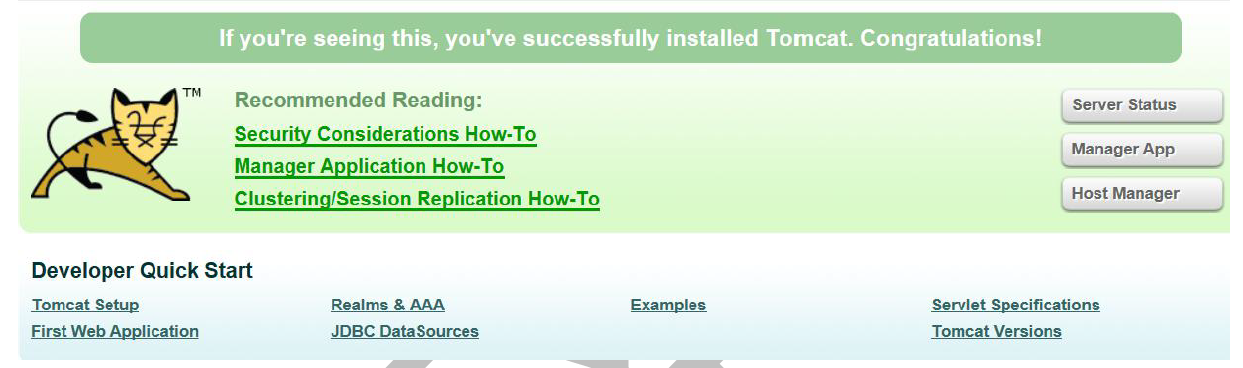 If you're seeing this, you've successfully installed Tomcat. Congratulations!
TM
Recommended Reading:
Security Considerations How-To
Manager Application How-To
Clustering/Session Replication How-To
Server Status
Manager App
Host Manager
Developer Quick Start
Tomcat Setup
First Web Application
Realms & AAA
JDBC DataSources
Examples
Servlet Specifications
Tomcat Versions